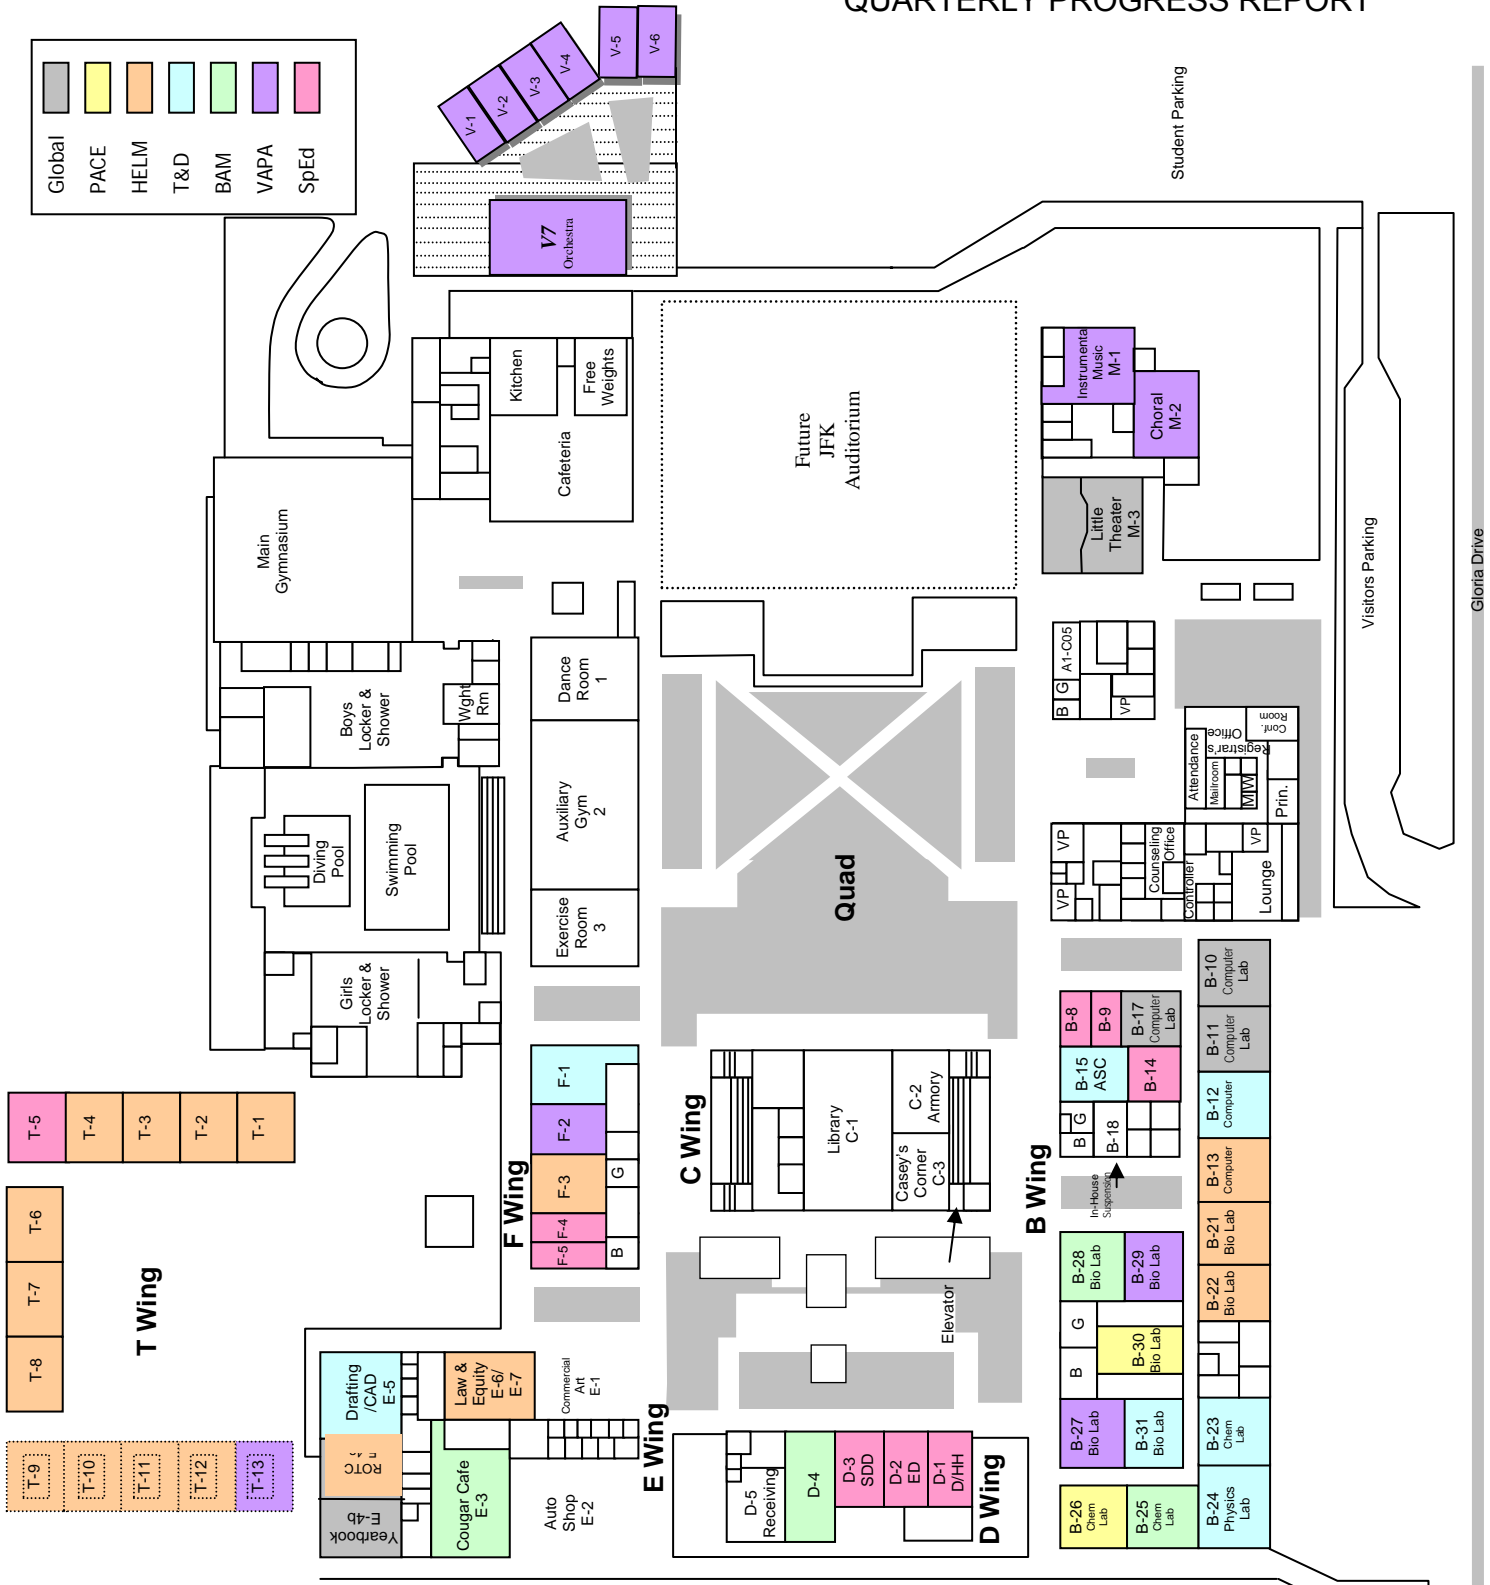 QUARTERLY PROGRESS REPORT
Global
PACE
HELM
T&D
BAM
VAPA
SpEd
V-1
V-2
V-3
V-4
V-5
V-6
V7
Orchestra
Student Parking
Kitchen
Free
Weights
Cafeteria
Main
Gymnasium
Future
JFK
Auditorium
Instrumenta
Music
M-1
Choral
M-2
Little
Theater
M-3
Visitors Parking
Gloria Drive
Boys
Locker &
Shower
Wght
Rm
Dance
Room
1
Auxiliary
Gym
2
Exercise
Room
3
Diving
Pool
Swimming
Pool
Girls
Locker &
Shower
Quad
A1-C05
B
G
VP
Attendance
Mailroom
M
W
Registrar's
Office
Conf.
Room
Prin.
VP
VP
Counseling
Office
Controller
VP
Lounge
T-5
T-4
T-3
T-2
T-1
T-6
T-7
T-8
T Wing
T-9
T-10
T-11
T-12
T-13
F Wing
F-1
F-2
F-3
F-4
F-5
G
B
C Wing
Library
C-1
C-2
Armory
Casey's
Corner
C-3
Elevator
B Wing
B-8
B-9
B-17
Computer
Lab
B-15
ASC
B-14
B
G
B-18
In-House
Suspension
B-10
Computer
Lab
B-11
Computer
Lab
B-12
Computer
B-13
Computer
B-21
Bio Lab
B-22
Bio Lab
B-23
Chem
Lab
B-24
Physics
Lab
B-28
Bio Lab
B-29
Bio Lab
G
B
B-30
Bio Lab
B-27
Bio Lab
B-31
Bio Lab
B-26
Chem
Lab
B-25
Chem
Lab
Drafting
/CAD
E-5
Law &
Equity
E-6/
E-7
Commercial
Art
E-1
ROTC
Yearbook
E-4b
Cougar Cafe
E-3
Auto
Shop
E-2
E Wing
D-5
Receiving
D-4
D-3
SDD
D-2
ED
D-1
D/HH
D Wing